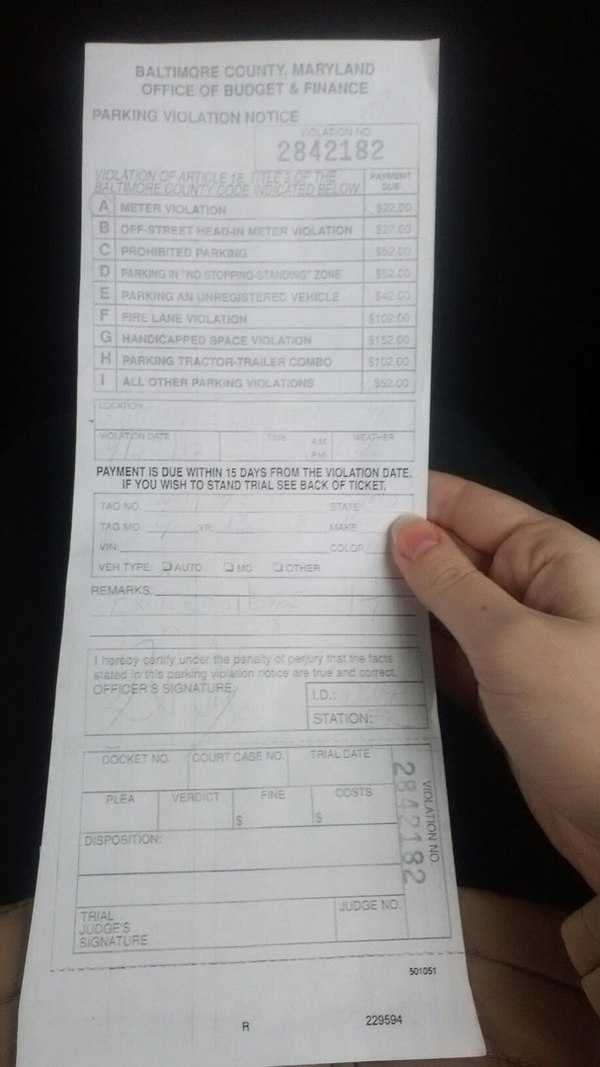 BALTIMORE COUNTY, MARYLAND
OFFICE OF BUDGET & FINANCE
PARKING VIOLATION NOTICE
VIOLATION NO.
2842182
VIOLATION OF ARTICLE 18, TITLE 2 OF THE
BALTIMORE COUNTY CODE INDICATED BELOW
PAYMENT
DUE
A METER VIOLATION $22.00
B OFF-STREET HEAD-IN METER VIOLATION $27.00
C PROHIBITED PARKING $52.00
D PARKING IN "NO STOPPING-STANDING" ZONE $52.00
E PARKING AN UNREGISTERED VEHICLE $42.00
F FIRE LANE VIOLATION $102.00
G HANDICAPPED SPACE VIOLATION $152.00
H PARKING TRACTOR-TRAILER COMBO $102.00
I ALL OTHER PARKING VIOLATIONS $52.00
LOCATION
VIOLATION DATE TIME A.M. P.M. WEATHER
PAYMENT IS DUE WITHIN 15 DAYS FROM THE VIOLATION DATE.
IF YOU WISH TO STAND TRIAL SEE BACK OF TICKET.
TAG NO. STATE
TAG MO. YR. MAKE
VIN: COLOR
VEH TYPE: AUTO MC OTHER
REMARKS:
I hereby certify under the penalty of perjury that the facts
stated in this parking violation notice are true and correct.
OFFICER'S SIGNATURE: I.D.:
STATION:
DOCKET NO. COURT CASE NO. TRIAL DATE
PLEA VERDICT FINE COSTS
$ $
DISPOSITION:
VIOLATION NO.
2842182
TRIAL
JUDGE'S
SIGNATURE
JUDGE NO.
501051
R 229594